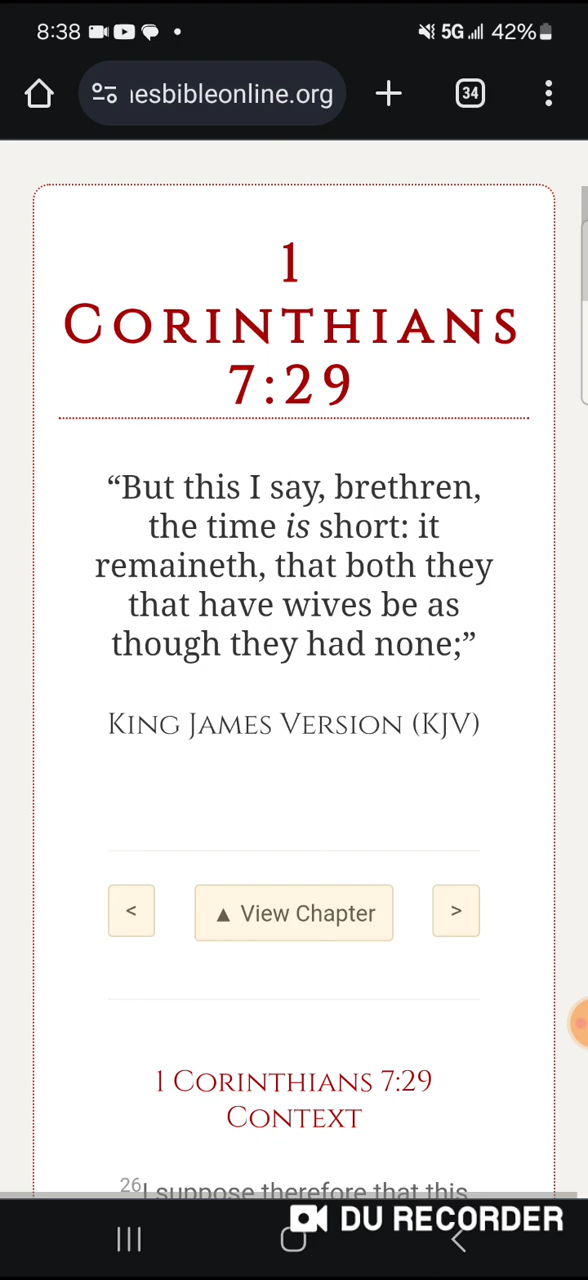 8:38 5G 42%
nesbibleonline.org 34
1
CORINTHIANS
7:29
“But this I say, brethren,
the time is short: it
remaineth, that both they
that have wives be as
though they had none;”
KING JAMES VERSION (KJV)
< ▲ View Chapter >
1 CORINTHIANS 7:29
CONTEXT
26I suppose therefore that this
DU RECORDER